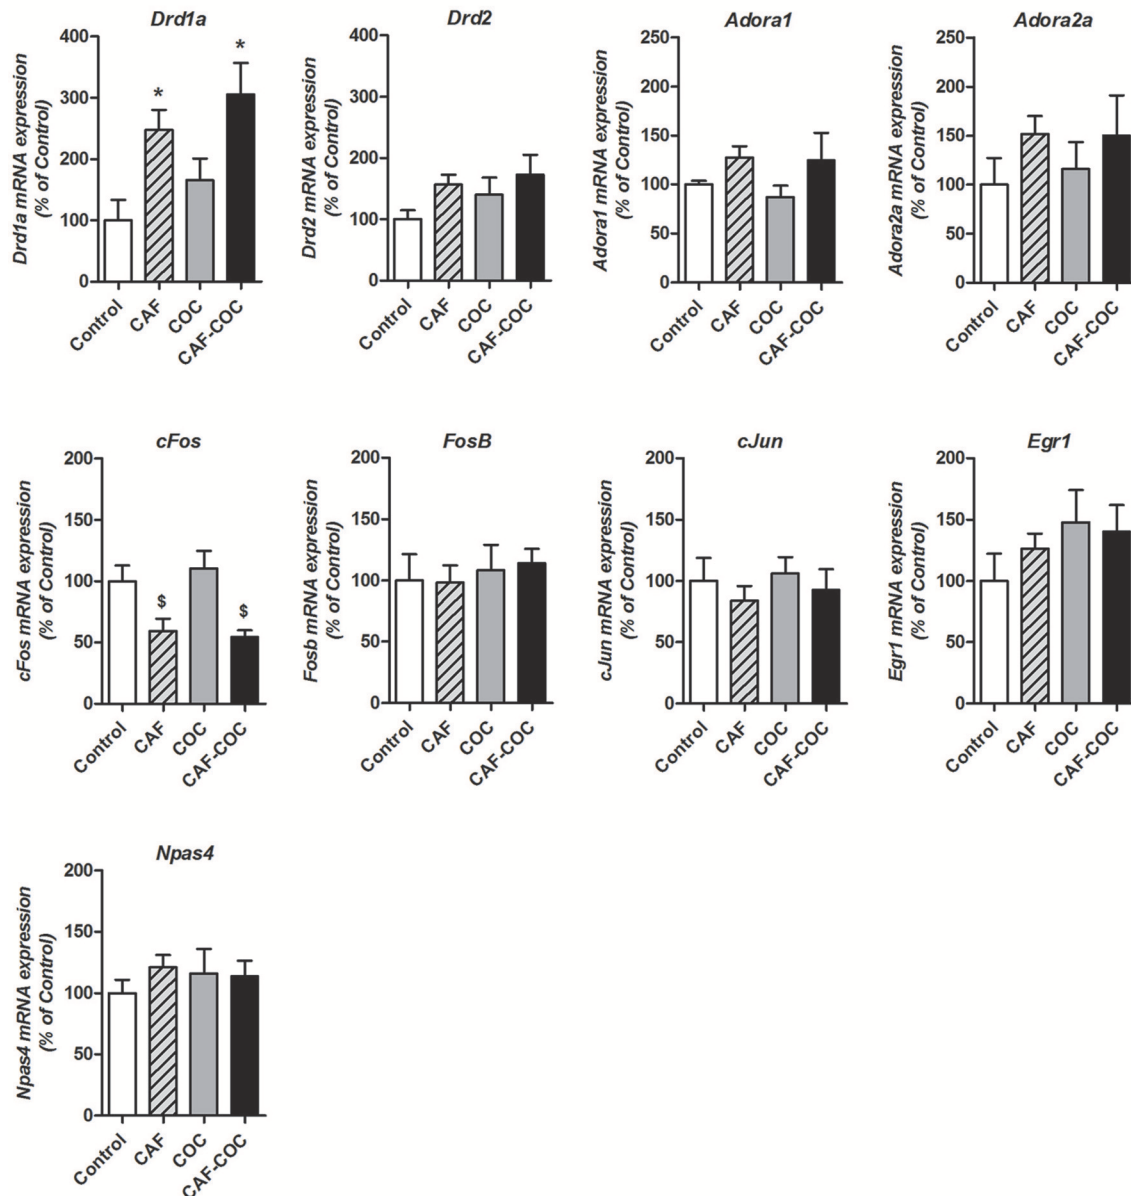 Drd1a
Drd1a mRNA expression
(% of Control)
400
300
200
100
0
*
*
Control
CAF
COC
CAF-COC
Drd2
Drd2 mRNA expression
(% of Control)
400
300
200
100
0
Control
CAF
COC
CAF-COC
Adora1
Adora1 mRNA expression
(% of Control)
250
200
150
100
50
0
Control
CAF
COC
CAF-COC
Adora2a
Adora2a mRNA expression
(% of Control)
250
200
150
100
50
0
Control
CAF
COC
CAF-COC
cFos
cFos mRNA expression
(% of Control)
200
150
100
50
0
$
$
Control
CAF
COC
CAF-COC
FosB
Fosb mRNA expression
(% of Control)
200
150
100
50
0
Control
CAF
COC
CAF-COC
cJun
cJun mRNA expression
(% of Control)
200
150
100
50
0
Control
CAF
COC
CAF-COC
Egr1
Egr1 mRNA expression
(% of Control)
200
150
100
50
0
Control
CAF
COC
CAF-COC
Npas4
Npas4 mRNA expression
(% of Control)
200
150
100
50
0
Control
CAF
COC
CAF-COC